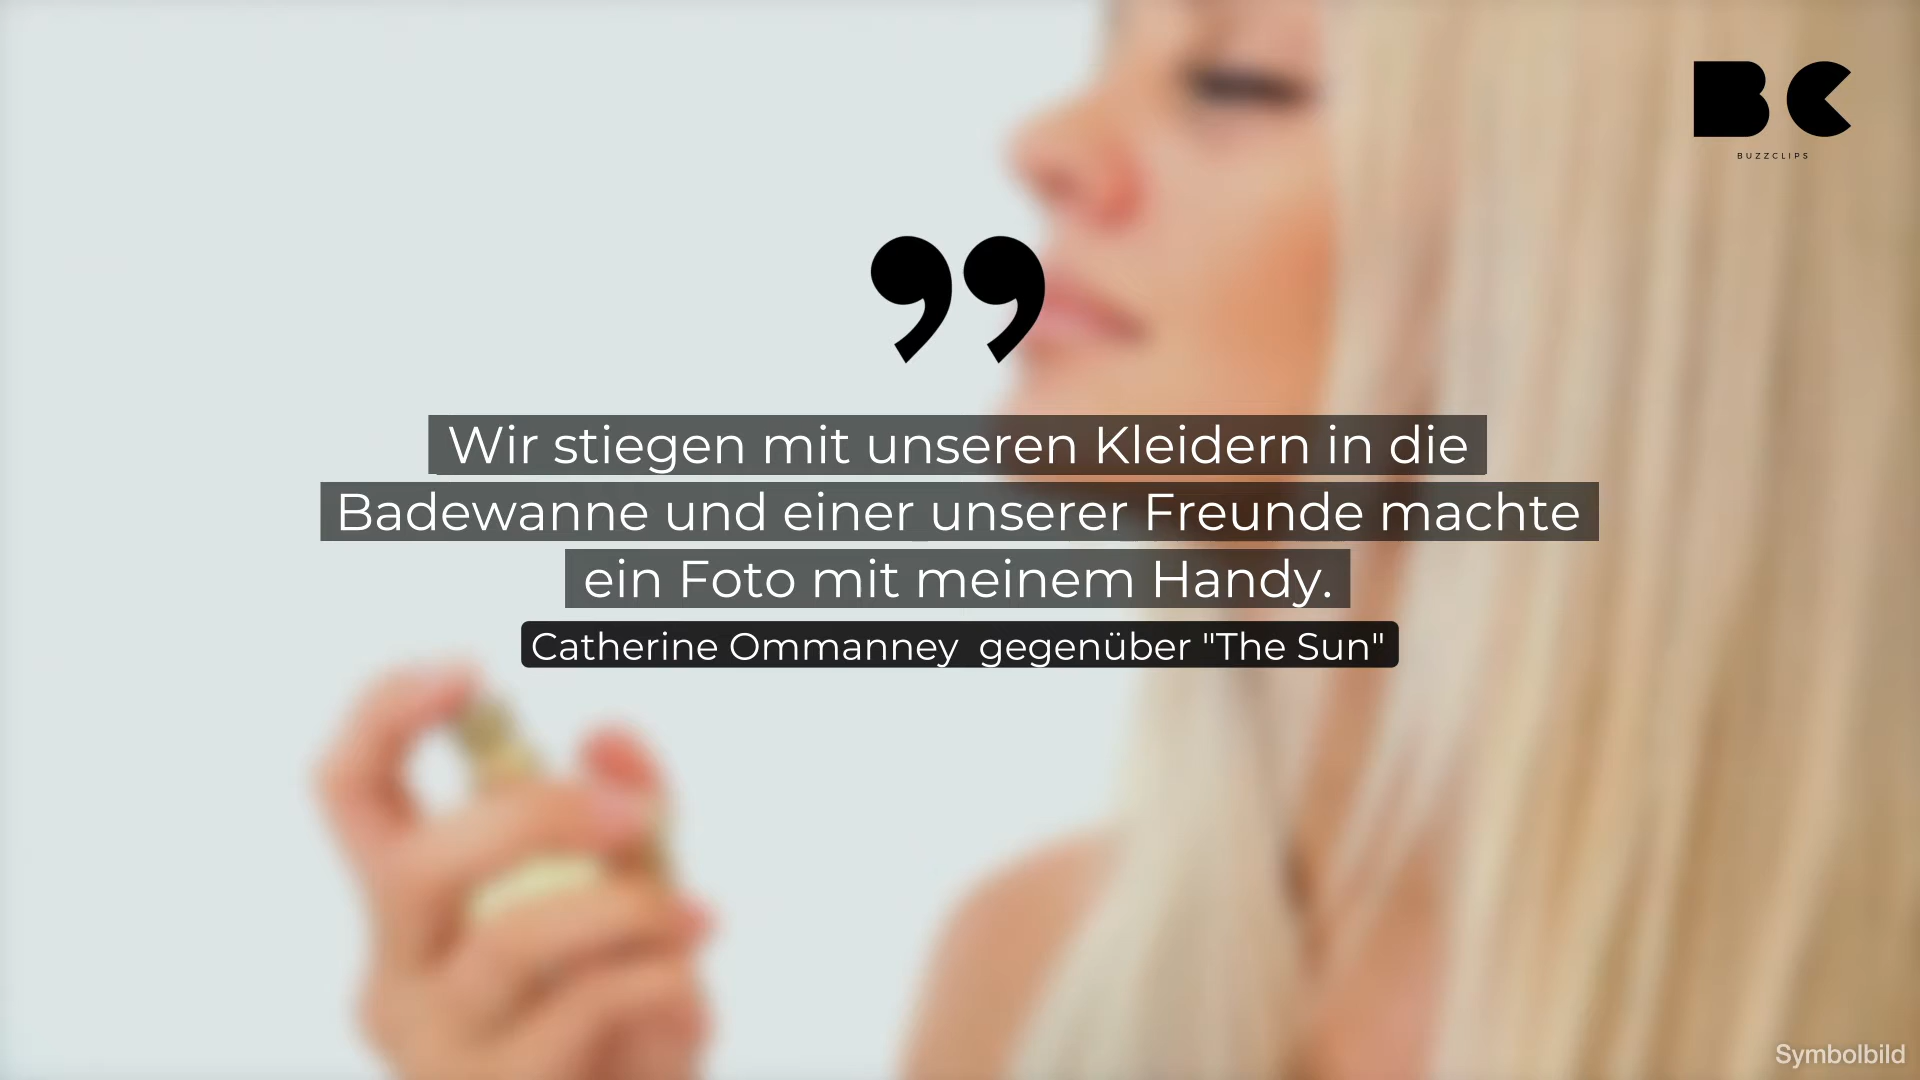 BC
BUZZCLIPS
”
Wir stiegen mit unseren Kleidern in die
Badewanne und einer unserer Freunde machte
ein Foto mit meinem Handy.
Catherine Ommanney  gegenüber "The Sun"
Symbolbild